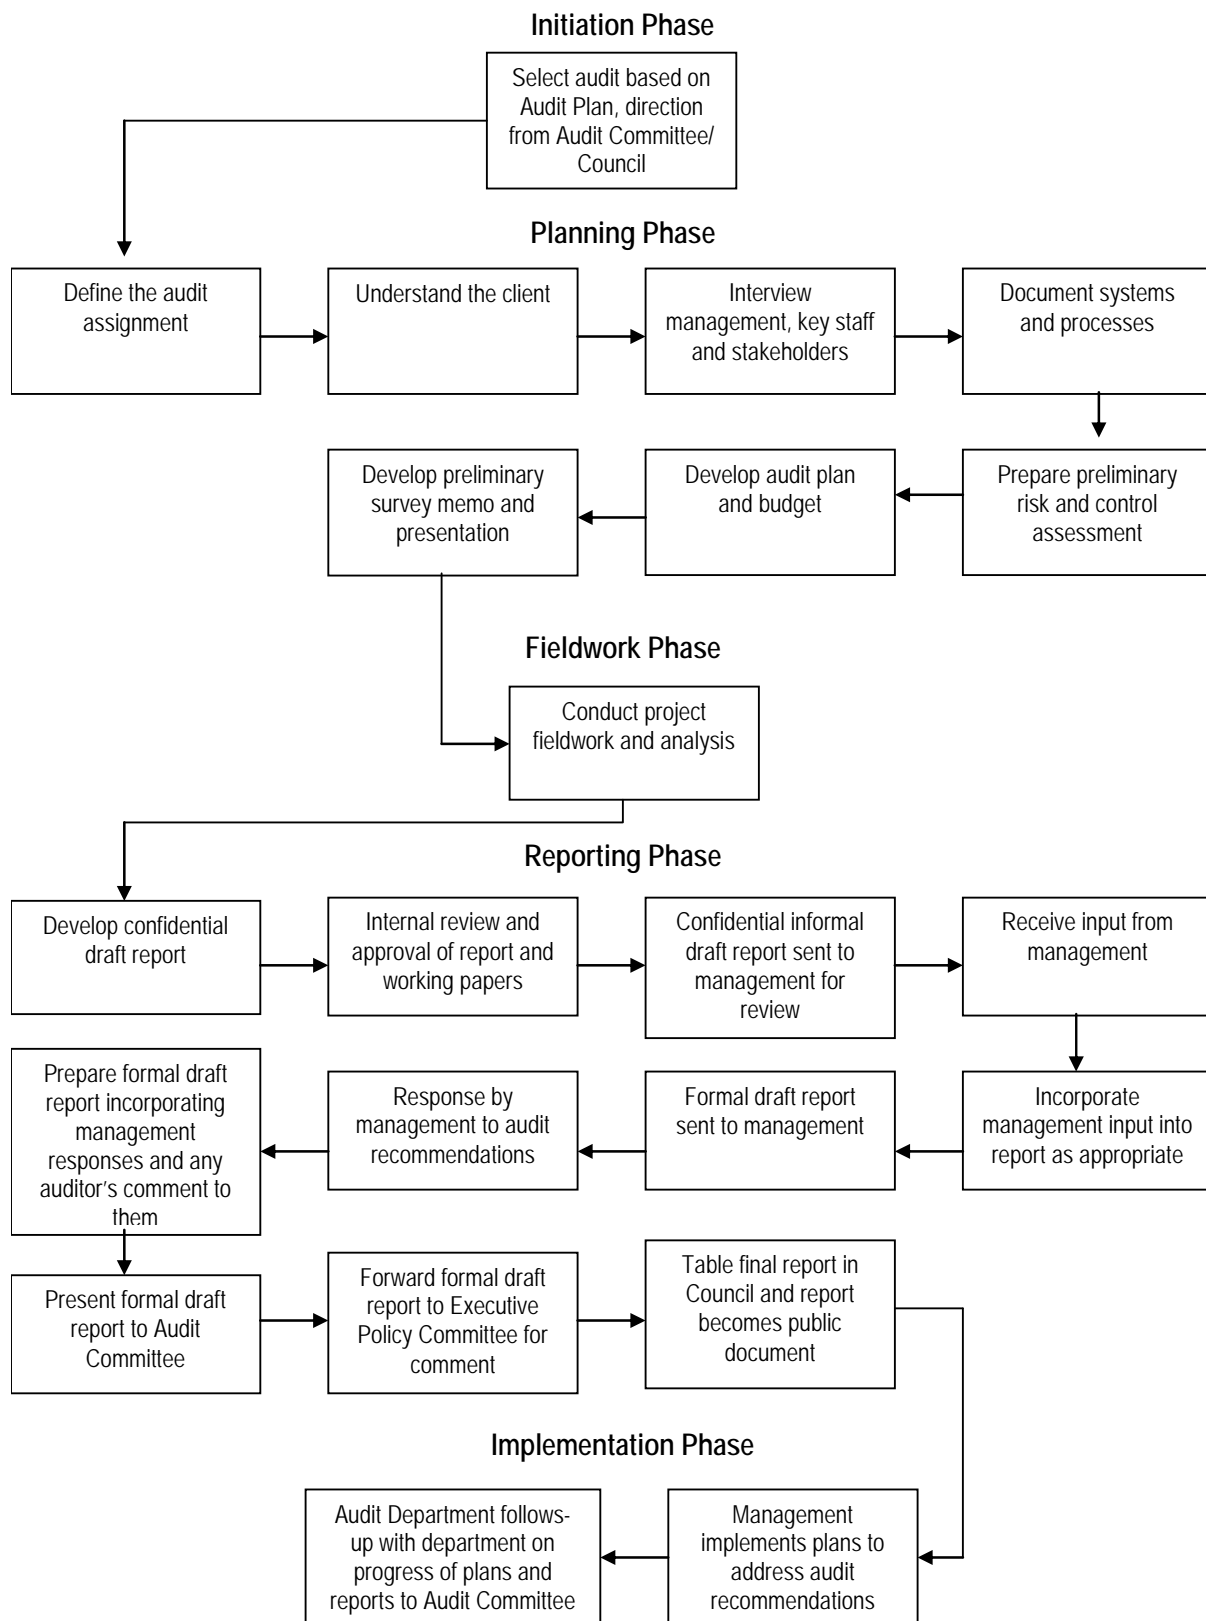 Initiation Phase
Select audit based on
Audit Plan, direction
from Audit Committee/
Council
Planning Phase
Define the audit
assignment
Understand the client
Interview
management, key staff
and stakeholders
Document systems
and processes
Develop preliminary
survey memo and
presentation
Develop audit plan
and budget
Prepare preliminary
risk and control
assessment
Fieldwork Phase
Conduct project
fieldwork and analysis
Reporting Phase
Develop confidential
draft report
Internal review and
approval of report and
working papers
Confidential informal
draft report sent to
management for
review
Receive input from
management
Prepare formal draft
report incorporating
management
responses and any
auditor's comment to
them
Response by
management to audit
recommendations
Formal draft report
sent to management
Incorporate
management input into
report as appropriate
Present formal draft
report to Audit
Committee
Forward formal draft
report to Executive
Policy Committee for
comment
Table final report in
Council and report
becomes public
document
Implementation Phase
Audit Department follows-
up with department on
progress of plans and
reports to Audit Committee
Management
implements plans to
address audit
recommendations